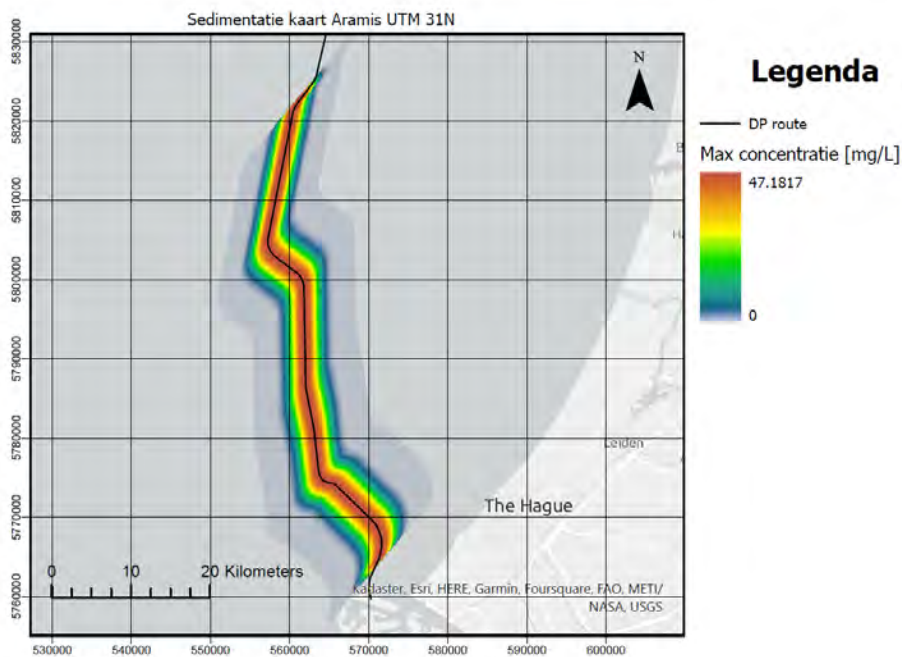 Sedimentatie kaart Aramis UTM 31N
5830000
5820000
5810000
5800000
5790000
5780000
5770000
5760000
N
Leiden
The Hague
0 10 20 Kilometers
Kadaster, Esri, HERE, Garmin, Foursquare, FAO, METI/
NASA, USGS
530000 540000 550000 560000 570000 580000 590000 600000
Legenda
DP route
Max concentratie [mg/L]
47.1817
0